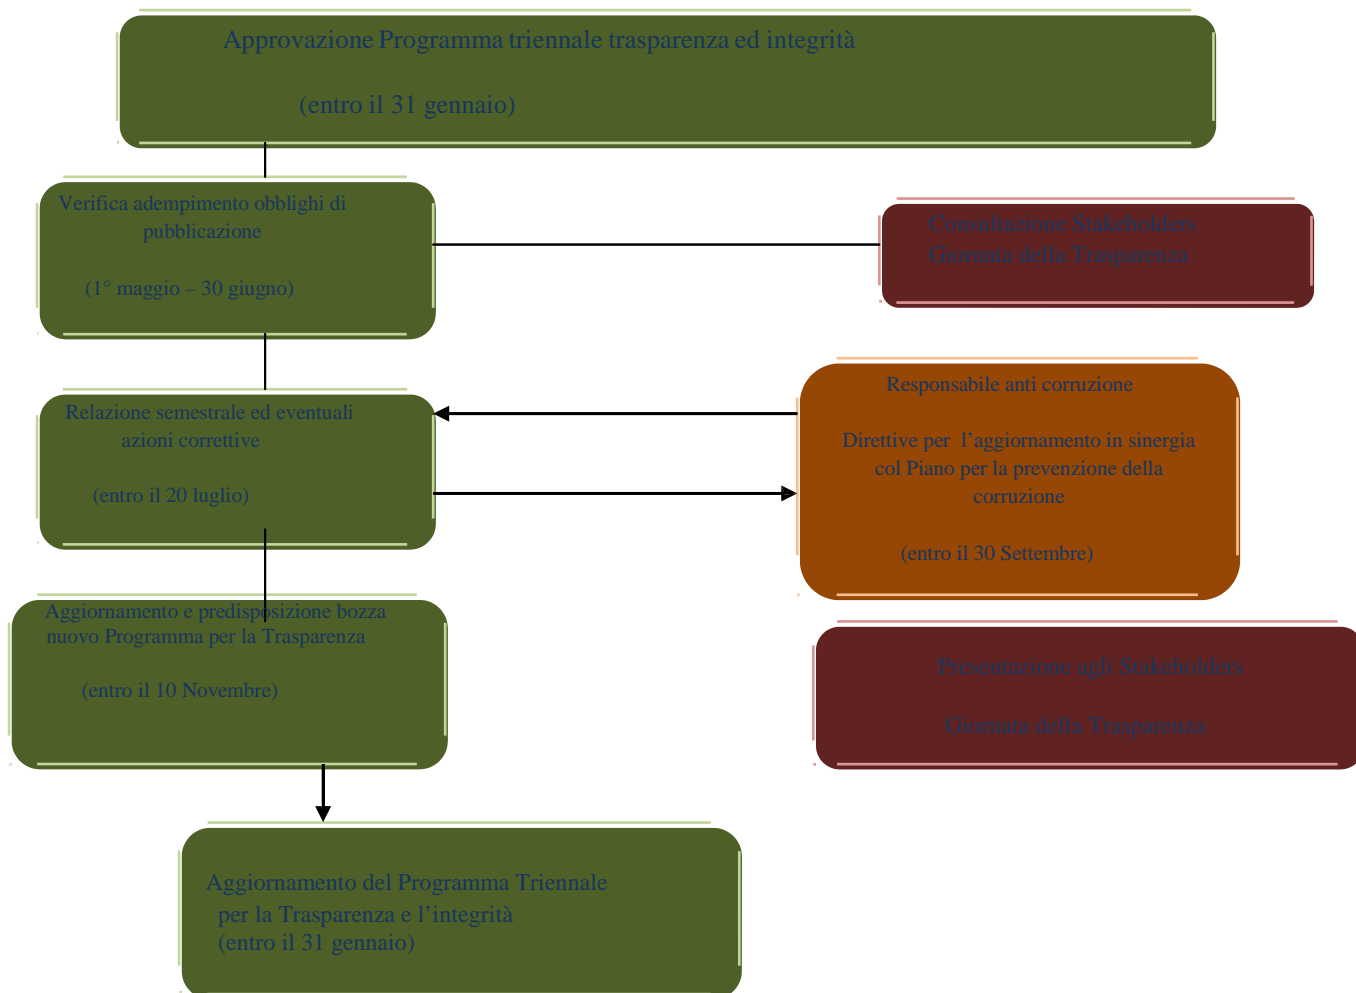 Approvazione Programma triennale trasparenza ed integrità
(entro il 31 gennaio)
Verifica adempimento obblighi di
pubblicazione
(1° maggio – 30 giugno)
Consultazione Stakeholders
Giornata della Trasparenza
Relazione semestrale ed eventuali
azioni correttive
(entro il 20 luglio)
Responsabile anti corruzione
Direttive per l’aggiornamento in sinergia
col Piano per la prevenzione della
corruzione
(entro il 30 Settembre)
Aggiornamento e predisposizione bozza
nuovo Programma per la Trasparenza
(entro il 10 Novembre)
Presentazione agli Stakeholders
Giornata della Trasparenza
Aggiornamento del Programma Triennale
per la Trasparenza e l’integrità
(entro il 31 gennaio)